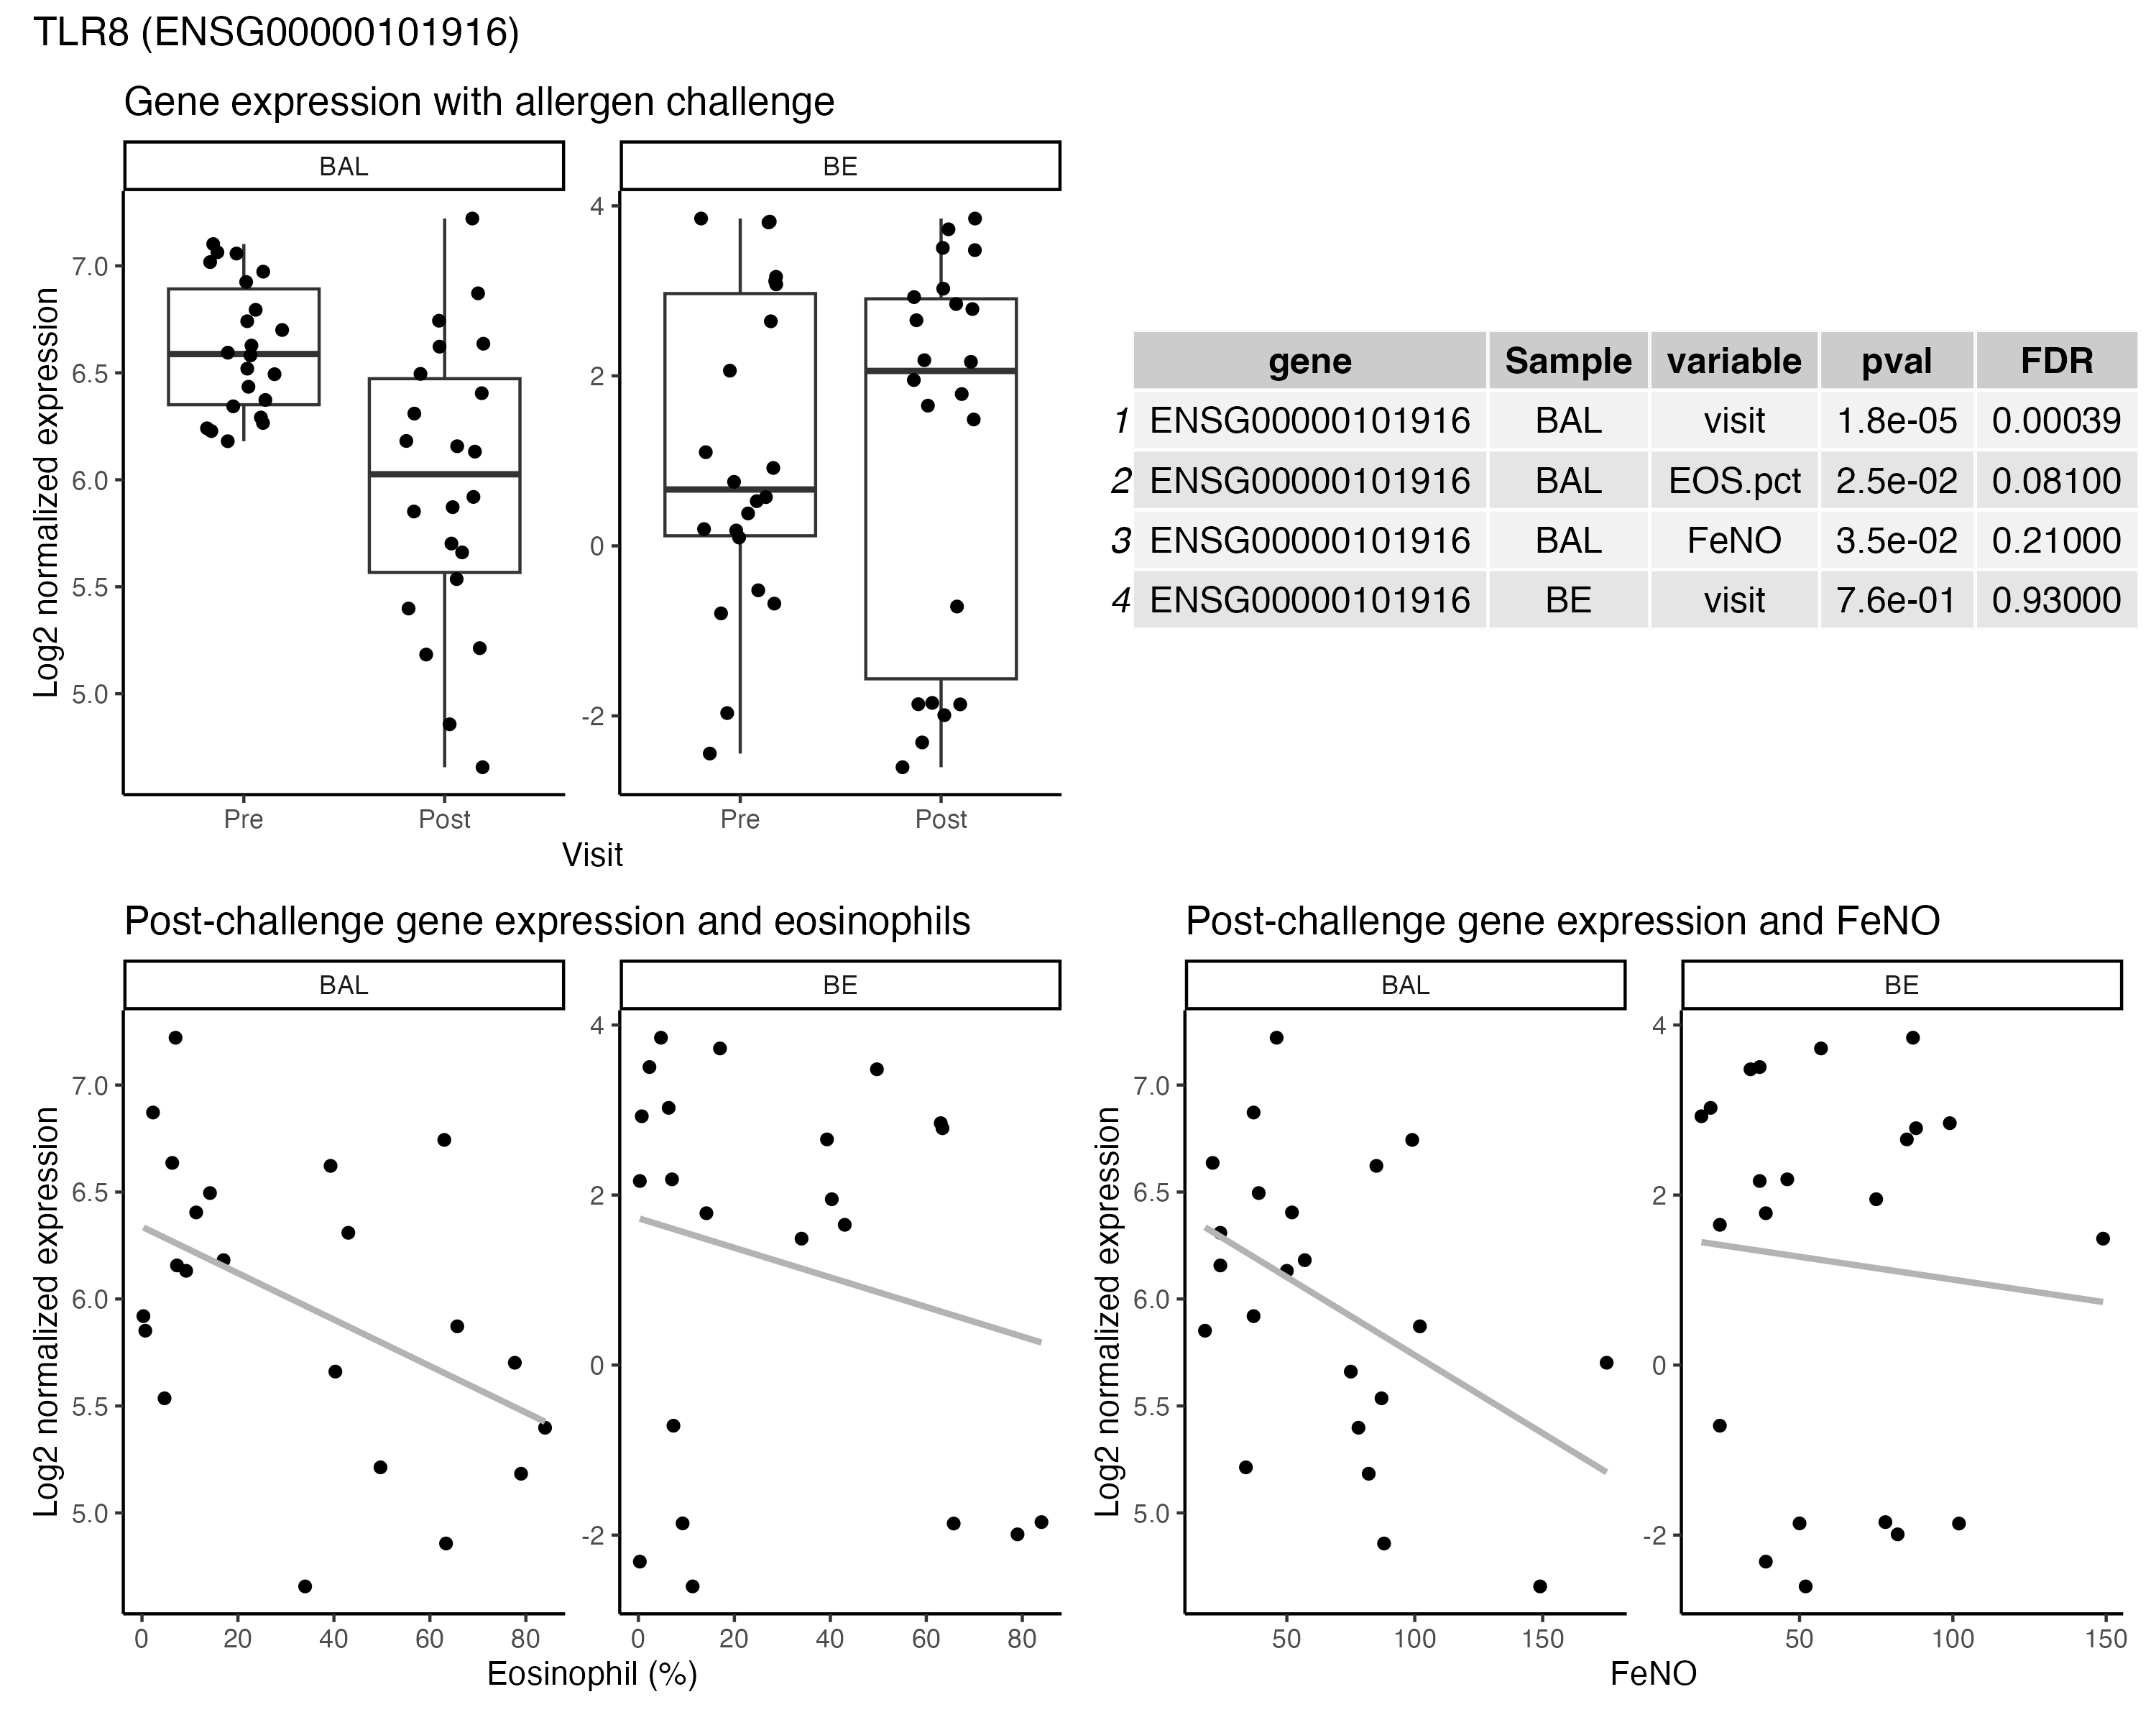 TLR8 (ENSG00000101916)
Gene expression with allergen challenge
BAL
BE
Log2 normalized expression
7.0
6.5
6.0
5.5
5.0
4
2
0
-2
Pre
Post
Pre
Post
Visit
gene Sample variable pval FDR
1 ENSG00000101916 BAL visit 1.8e-05 0.00039
2 ENSG00000101916 BAL EOS.pct 2.5e-02 0.08100
3 ENSG00000101916 BAL FeNO 3.5e-02 0.21000
4 ENSG00000101916 BE visit 7.6e-01 0.93000
Post-challenge gene expression and eosinophils
BAL
BE
Log2 normalized expression
7.0
6.5
6.0
5.5
5.0
4
2
0
-2
0 20 40 60 80
0 20 40 60 80
Eosinophil (%)
Post-challenge gene expression and FeNO
BAL
BE
Log2 normalized expression
7.0
6.5
6.0
5.5
5.0
4
2
0
-2
50 100 150
50 100 150
FeNO